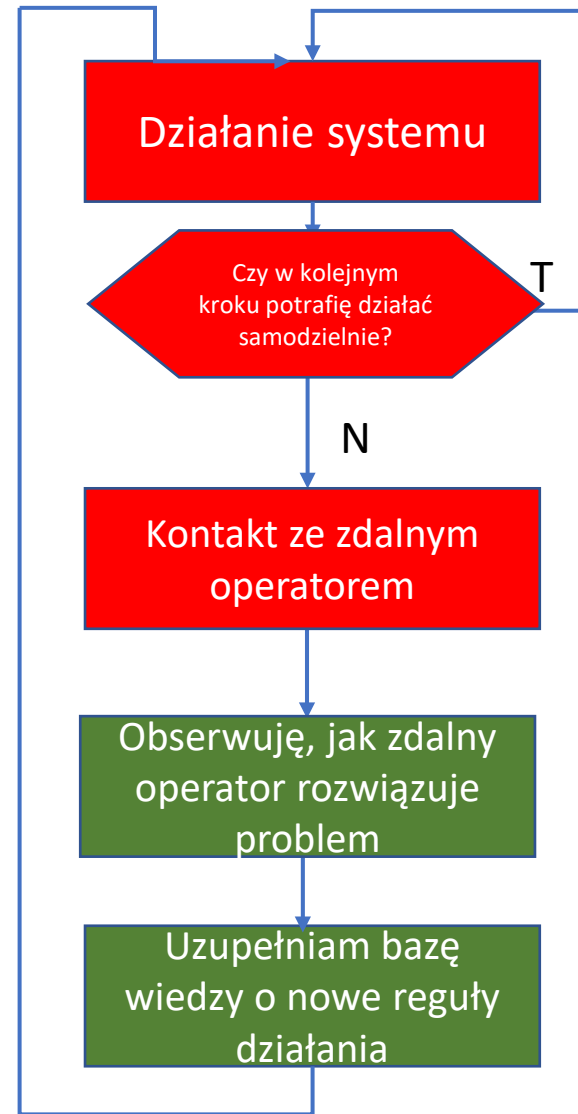 Działanie systemu
Czy w kolejnym
kroku potrafię działać
samodzielnie?
T
N
Kontakt ze zdalnym
operatorem
Obserwuję, jak zdalny
operator rozwiązuje
problem
Uzupełniam bazę
wiedzy o nowe reguły
działania